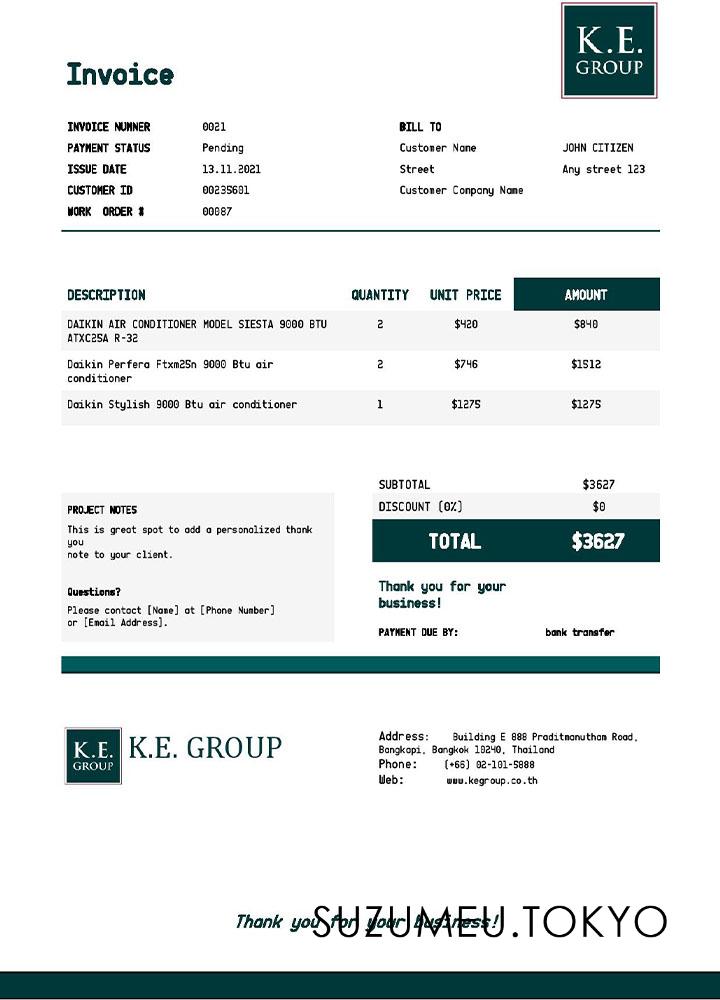 K.E.
GROUP
Invoice
INVOICE NUMNER 0021
PAYMENT STATUS Pending
ISSUE DATE 13.11.2021
CUSTOMER ID 00235601
WORK ORDER # 00087
BILL TO
Customer Name JOHN CITIZEN
Street Any street 123
Customer Company Name
DESCRIPTION QUANTITY UNIT PRICE AMOUNT
DAIKIN AIR CONDITIONER MODEL SIESTA 9000 BTU 2 $420 $840
ATXC25A R-32
Daikin Perfera Ftxm25n 9000 Btu air 2 $746 $1512
conditioner
Daikin Stylish 9000 Btu air conditioner 1 $1275 $1275
SUBTOTAL $3627
DISCOUNT (0%) $0
TOTAL $3627
PROJECT NOTES
This is great spot to add a personalized thank
you
note to your client.
Questions?
Please contact [Name] at [Phone Number]
or [Email Address].
Thank you for your
business!
PAYMENT DUE BY: bank transfer
K.E.
GROUP
K.E. GROUP
Address: Building E 888 Praditmanutham Road,
Bangkapi, Bangkok 10240, Thailand
Phone: (+66) 02-101-5888
Web: www.kegroup.co.th
Thank you for your business!
SUZUMEU.TOKYO